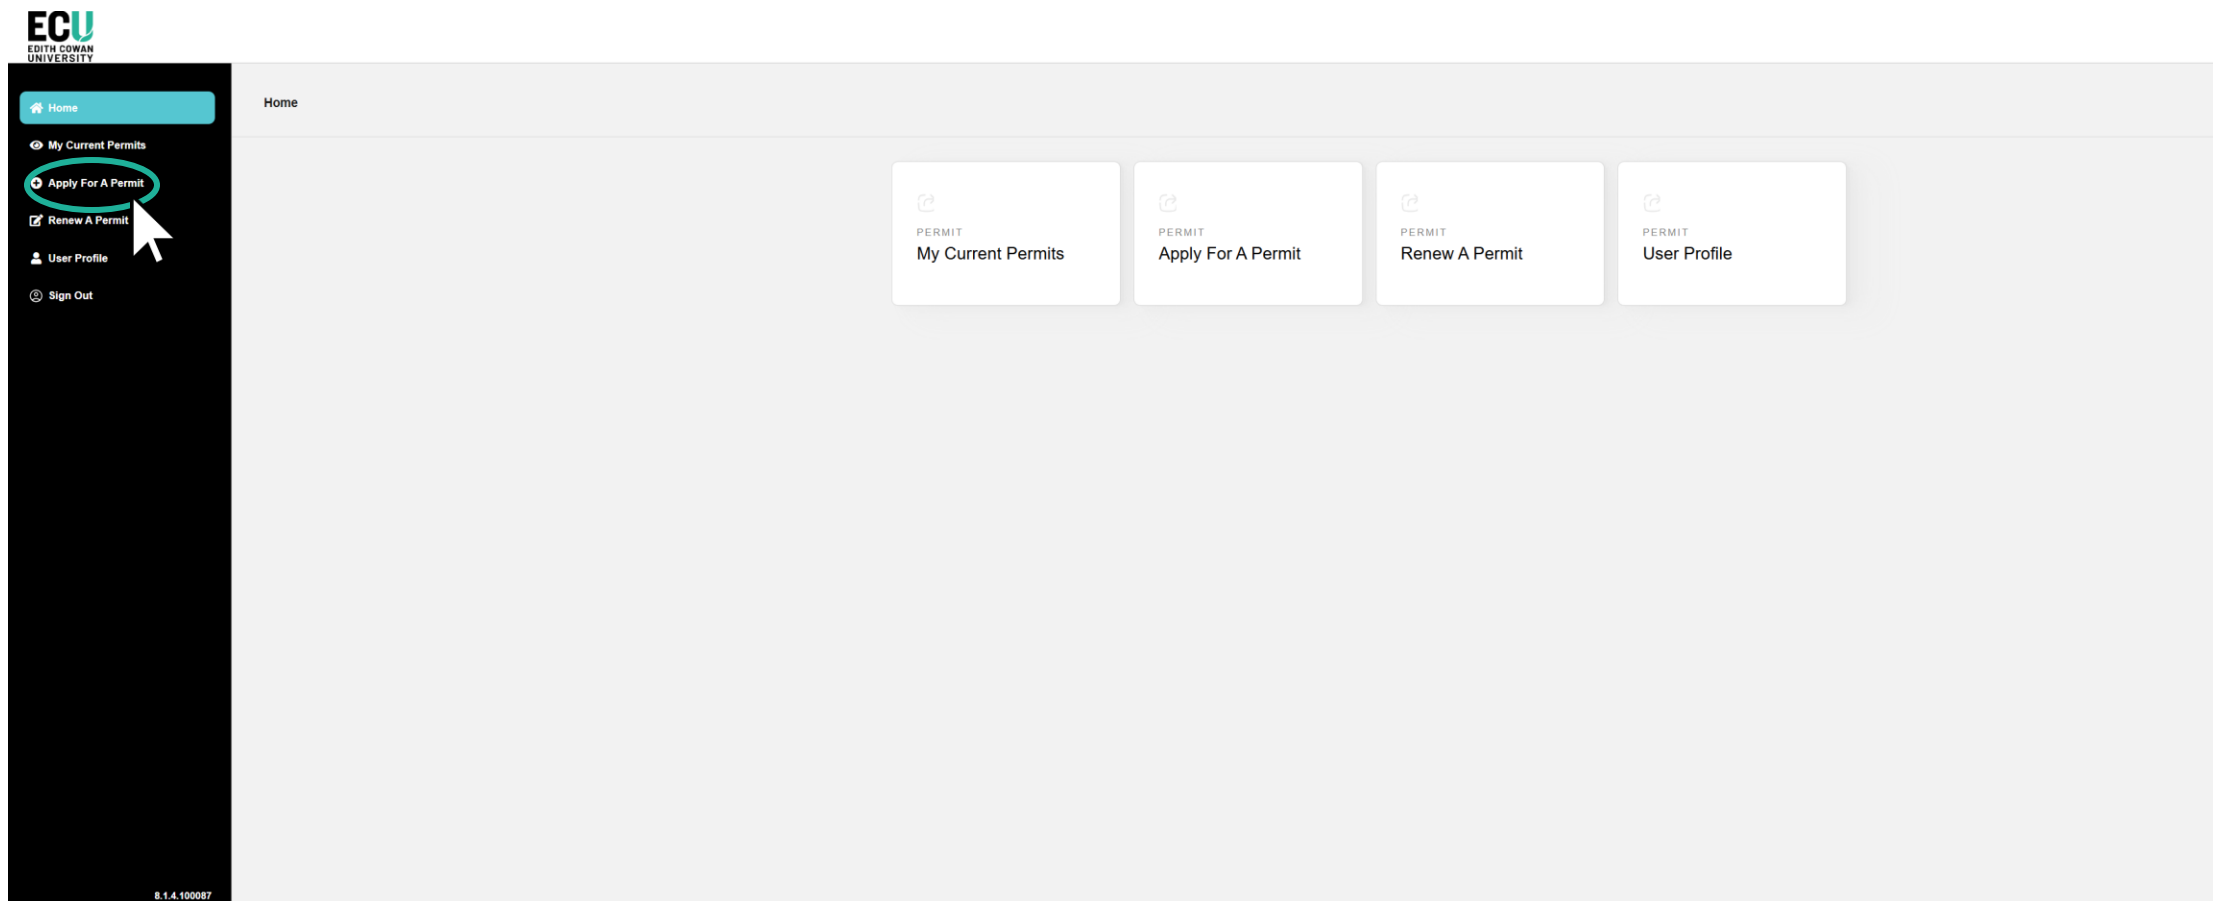 ECU
EDITH COWAN
UNIVERSITY
Home
My Current Permits
Apply For A Permit
Renew A Permit
User Profile
Sign Out
8.1.4.100087
Home
PERMIT
My Current Permits
PERMIT
Apply For A Permit
PERMIT
Renew A Permit
PERMIT
User Profile